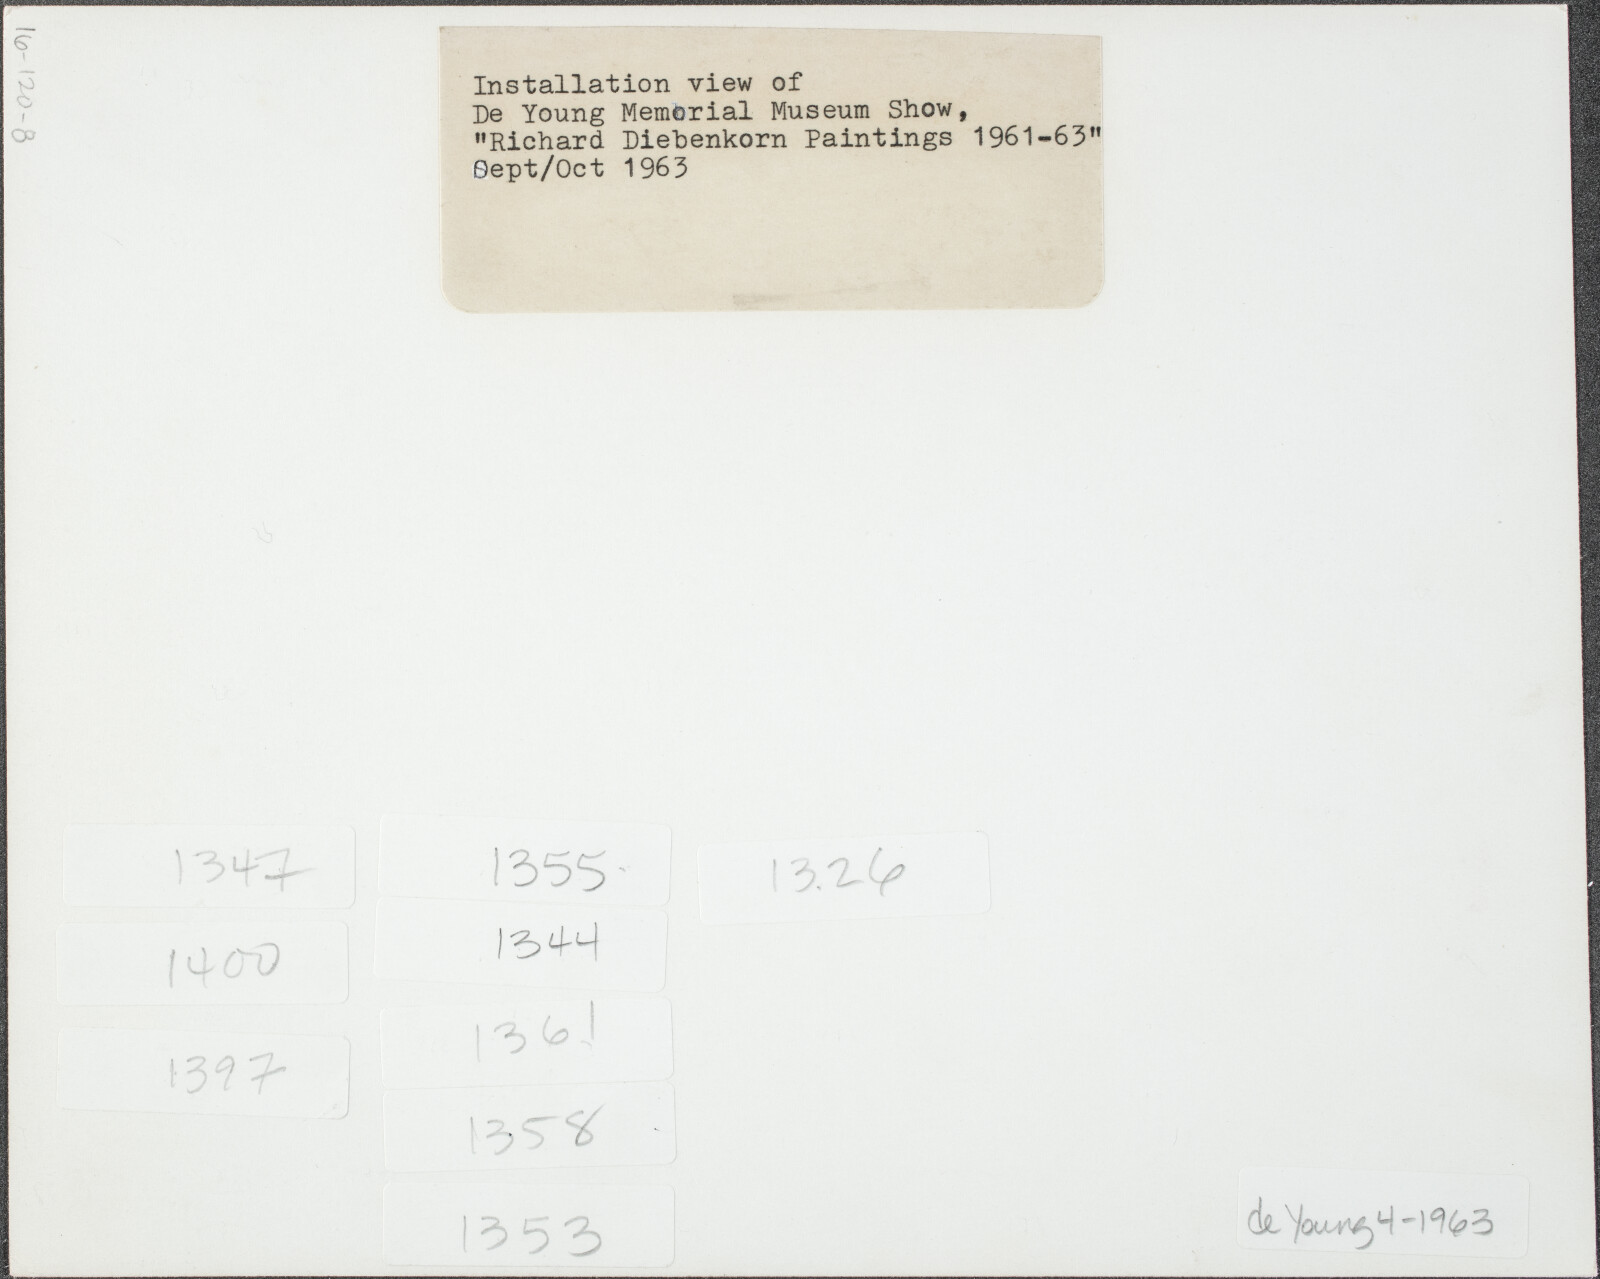 16-120-8
Installation view of
De Young Memorial Museum Show,
"Richard Diebenkorn Paintings 1961-63"
Sept/Oct 1963
1347
1400
1397
1355
1344
1361
1358
1353
13.26
de Young 4-1963